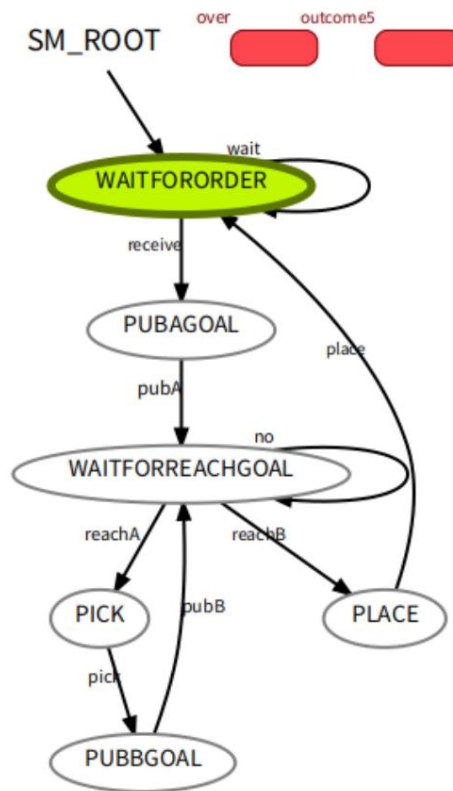 over
outcome5
SM_ROOT
wait
WAITFORORDER
receive
PUBAGOAL
place
pubA
no
WAITFORREACHGOAL
reachA
reachB
PICK
pubB
PLACE
pick
PUBBGOAL